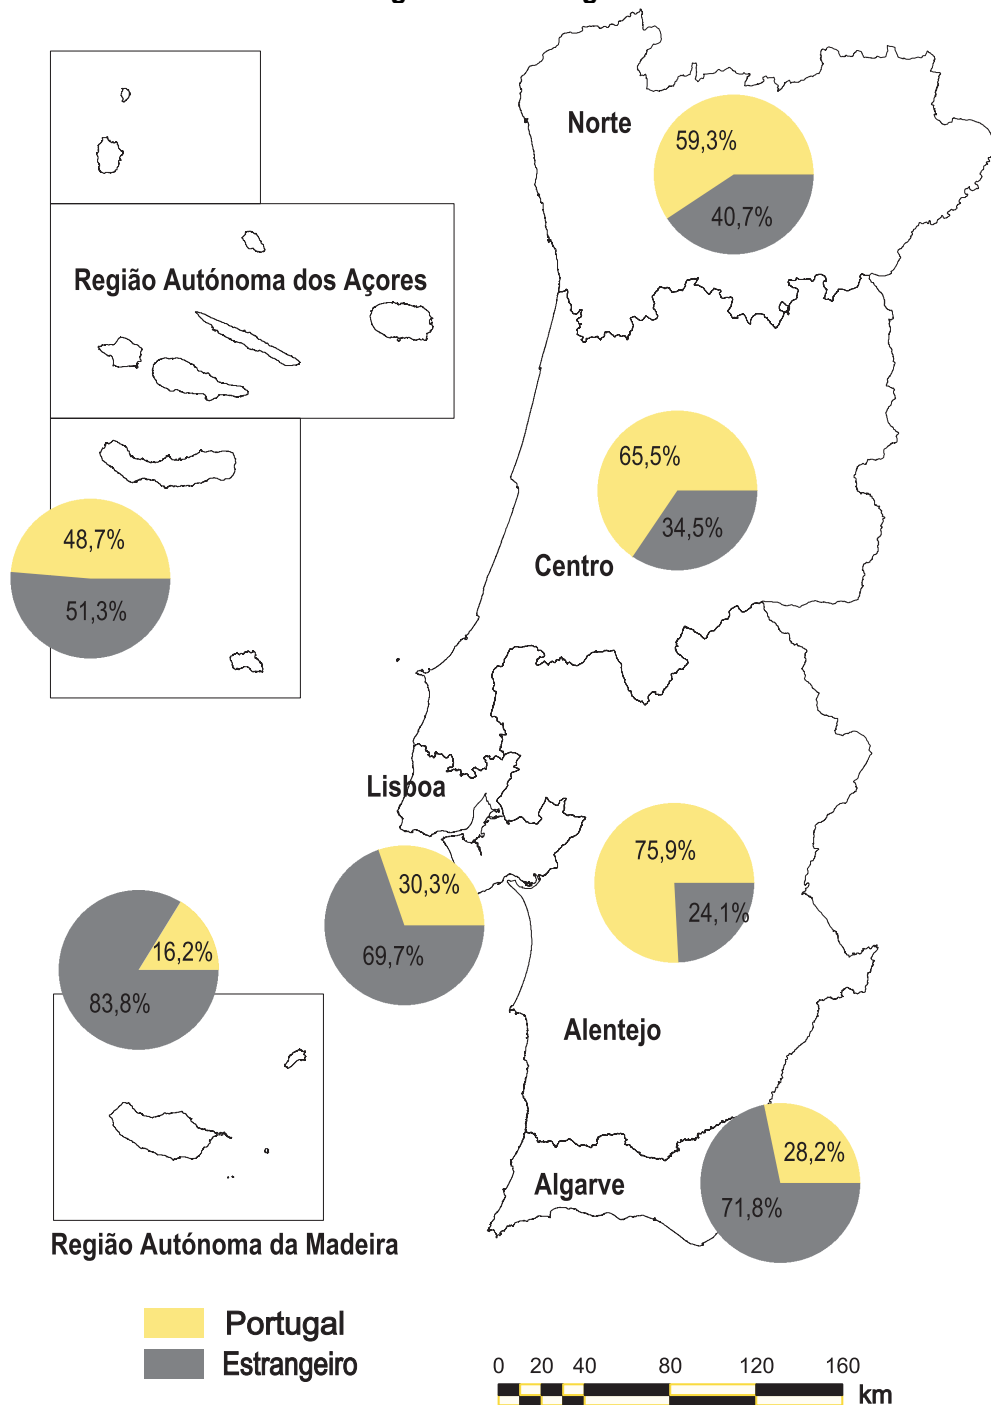 Norte
59,3%
40,7%
Região Autónoma dos Açores
65,5%
34,5%
Centro
48,7%
51,3%
Lisboa
30,3%
69,7%
75,9%
24,1%
Alentejo
16,2%
83,8%
28,2%
71,8%
Algarve
Região Autónoma da Madeira
Portugal
Estrangeiro
0 20 40 80 120 160
km